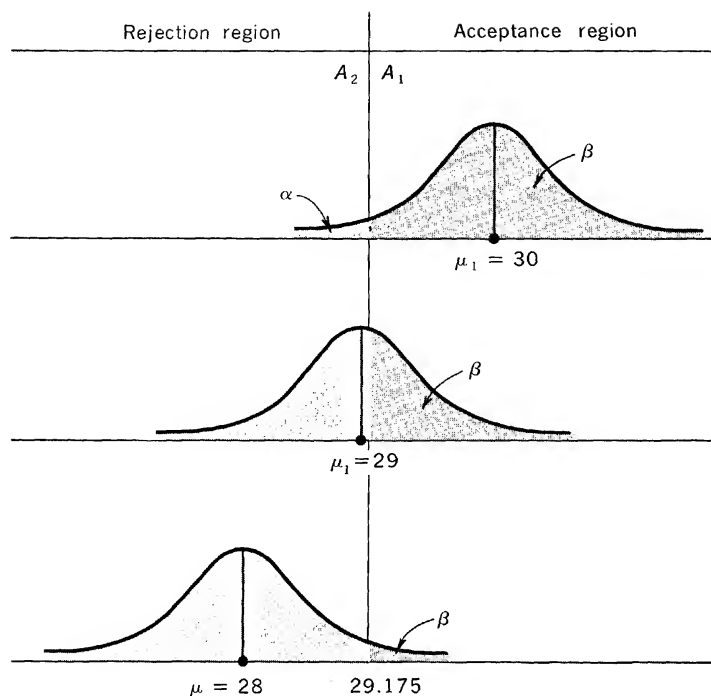 Rejection region
Acceptance region
A₂ A₁
β
α
μ₁ = 30
β
μ₁ = 29
β
μ = 28
29.175